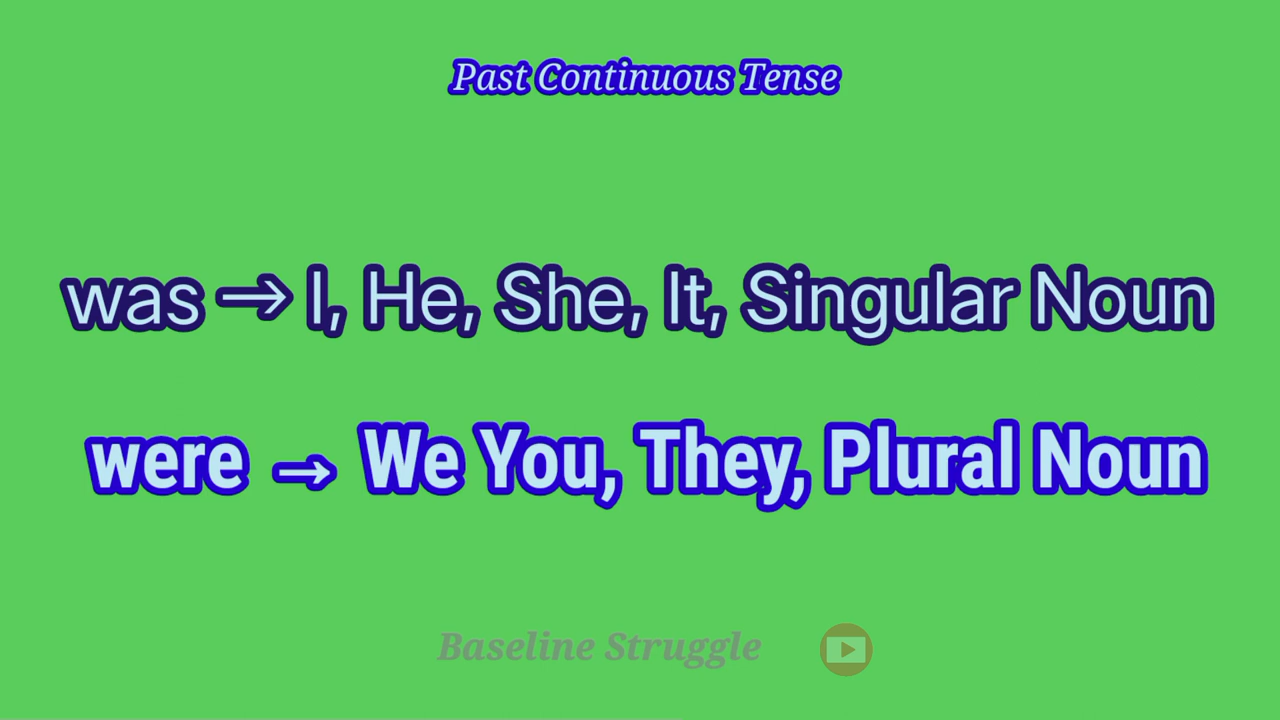 Past Continuous Tense
was → I, He, She, It, Singular Noun
were → We You, They, Plural Noun
Baseline Struggle